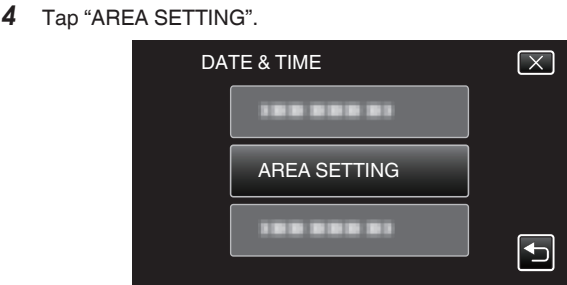 4 Tap “AREA SETTING”.
DATE & TIME
AREA SETTING